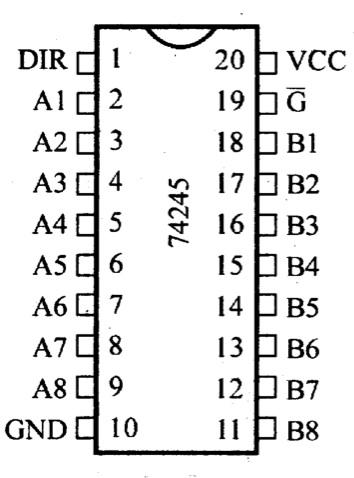 DIR 1 20 VCC
A1 2 19 G̅
A2 3 18 B1
A3 4 17 B2
A4 5 16 B3
A5 6 15 B4
A6 7 14 B5
A7 8 13 B6
A8 9 12 B7
GND 10 11 B8
74245